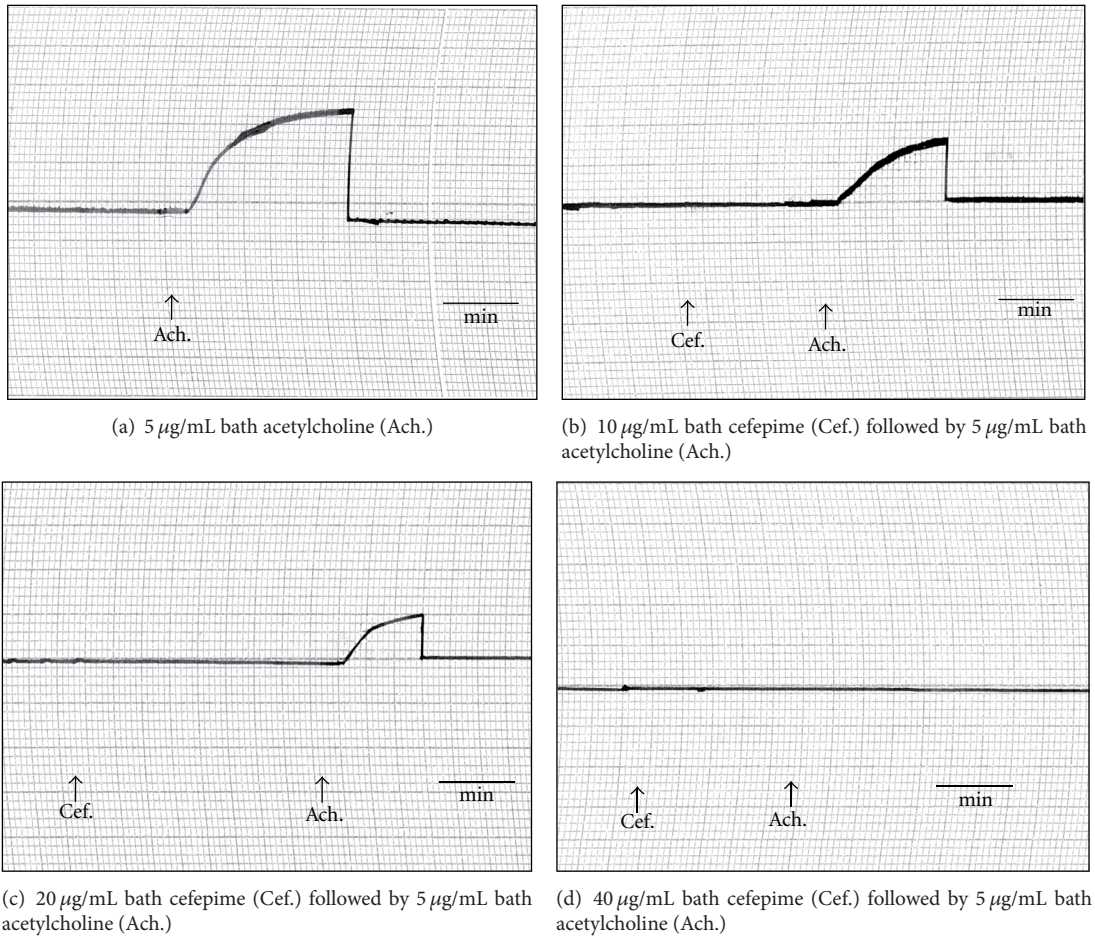 Ach.
min
(a) 5 μg/mL bath acetylcholine (Ach.)
Cef.
Ach.
min
(b) 10 μg/mL bath cefepime (Cef.) followed by 5 μg/mL bath
acetylcholine (Ach.)
Cef.
Ach.
min
(c) 20 μg/mL bath cefepime (Cef.) followed by 5 μg/mL bath
acetylcholine (Ach.)
Cef.
Ach.
min
(d) 40 μg/mL bath cefepime (Cef.) followed by 5 μg/mL bath
acetylcholine (Ach.)